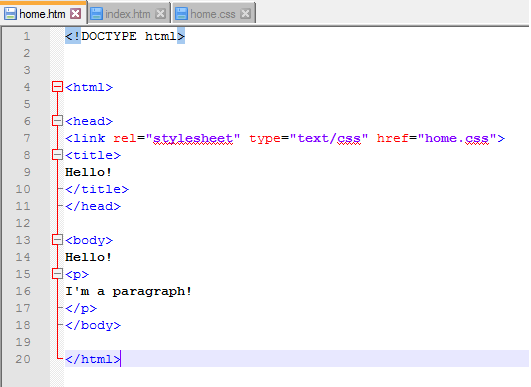 home.htm index.htm home.css
1 <!DOCTYPE html>
2
3
4 <html>
5
6 <head>
7 <link rel="stylesheet" type="text/css" href="home.css">
8 <title>
9 Hello!
10 </title>
11 </head>
12
13 <body>
14 Hello!
15 <p>
16 I'm a paragraph!
17 </p>
18 </body>
19
20 </html>